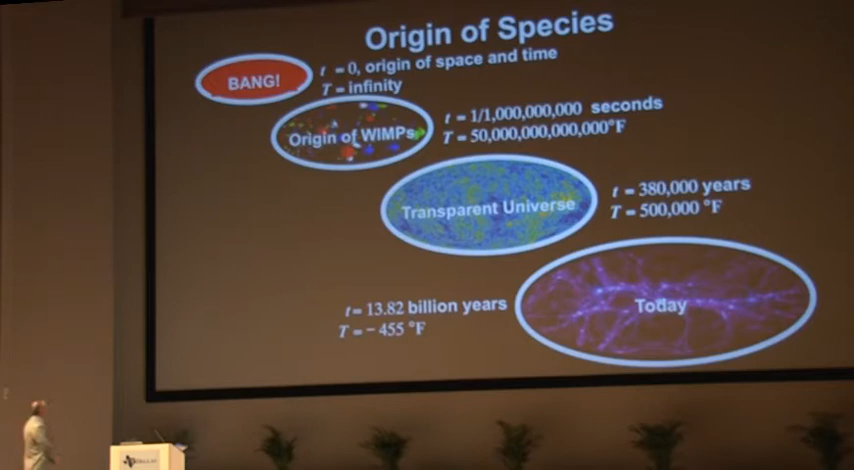 Origin of Species
BANG!
t = 0, origin of space and time
T = infinity
Origin of WIMPs
t = 1/1,000,000,000 seconds
T = 50,000,000,000,000°F
Transparent Universe
t = 380,000 years
T = 500,000 °F
t = 13.82 billion years
T = − 455 °F
Today
DALLAS